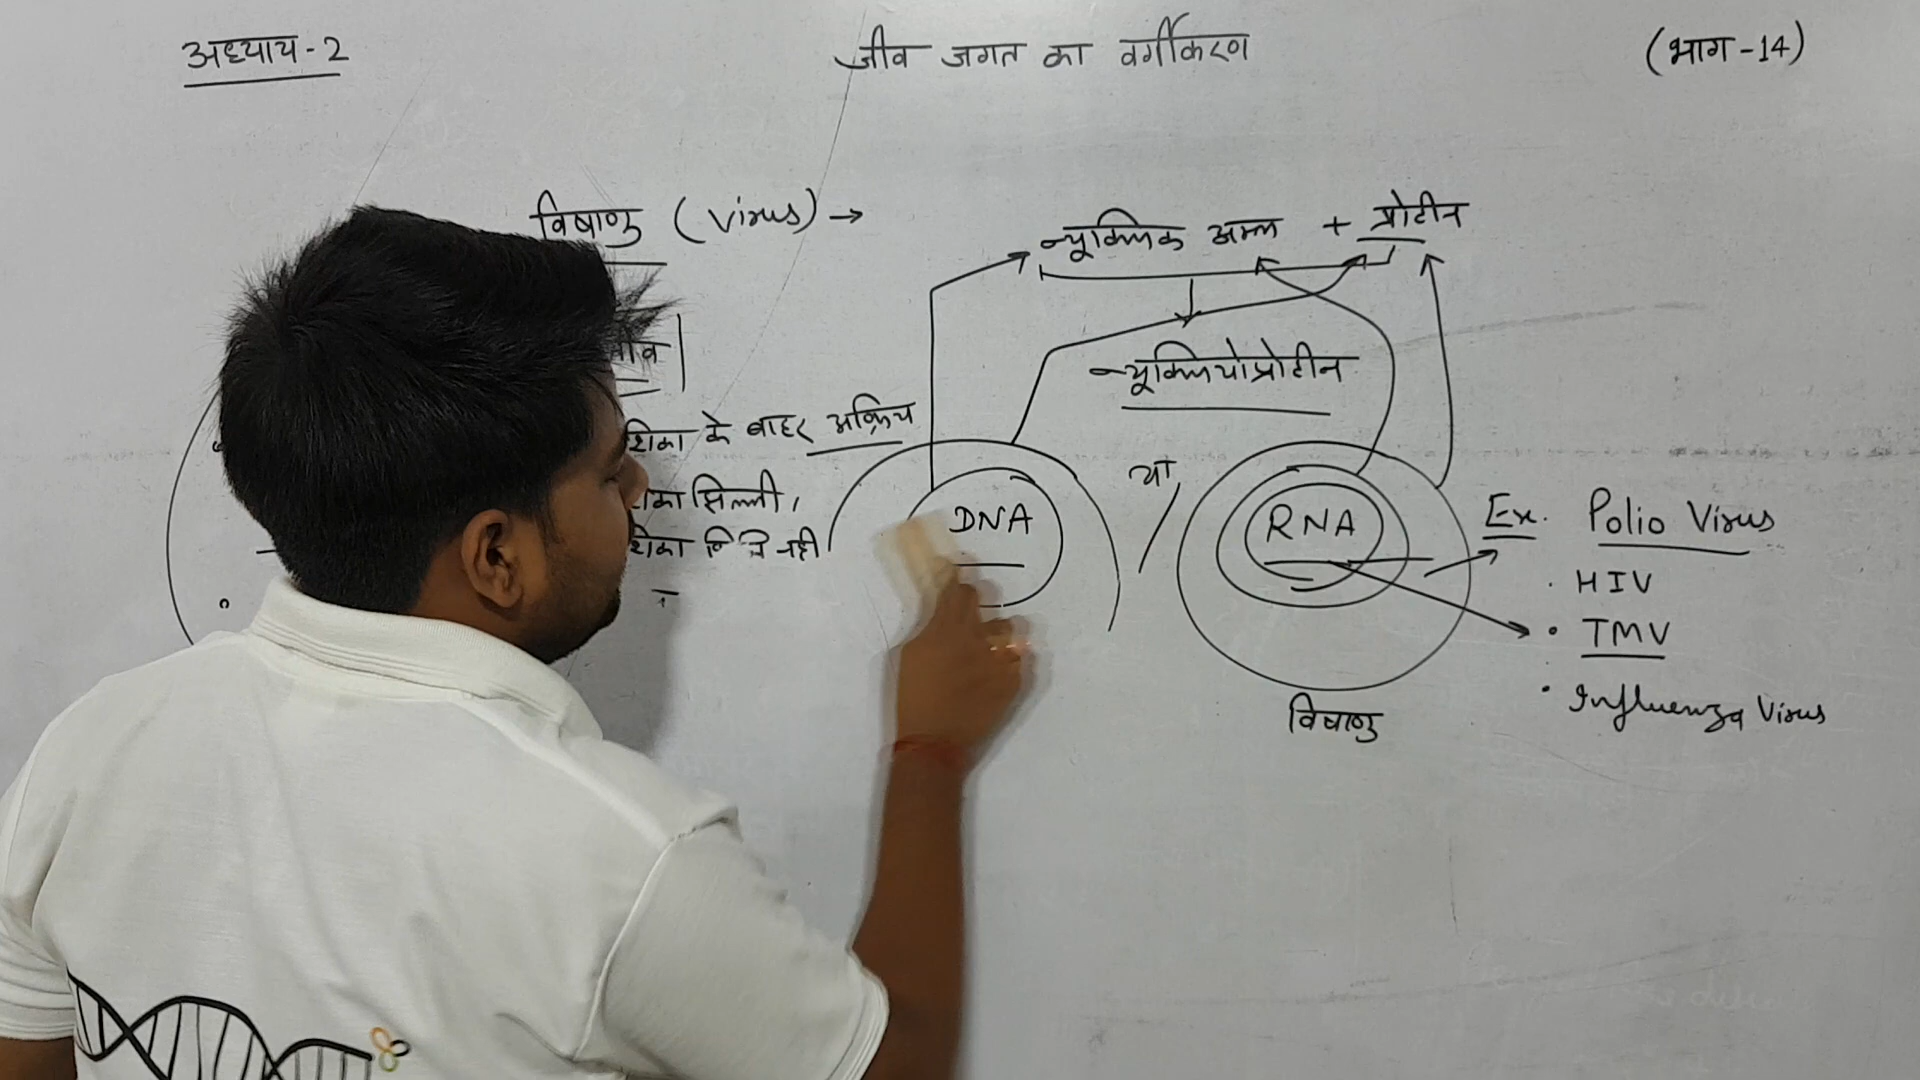 अध्याय-2
जीव जगत का वर्गीकरण
(भाग-14)
विषाणु (Virus) →
न्यूक्लिक अम्ल + प्रोटीन
न्यूक्लियोप्रोटीन
के बाहर अक्रिय
झिल्ली,
नही
DNA
या /
RNA
विषाणु
Ex. Polio Virus
· HIV
· TMV
· Influenza Virus